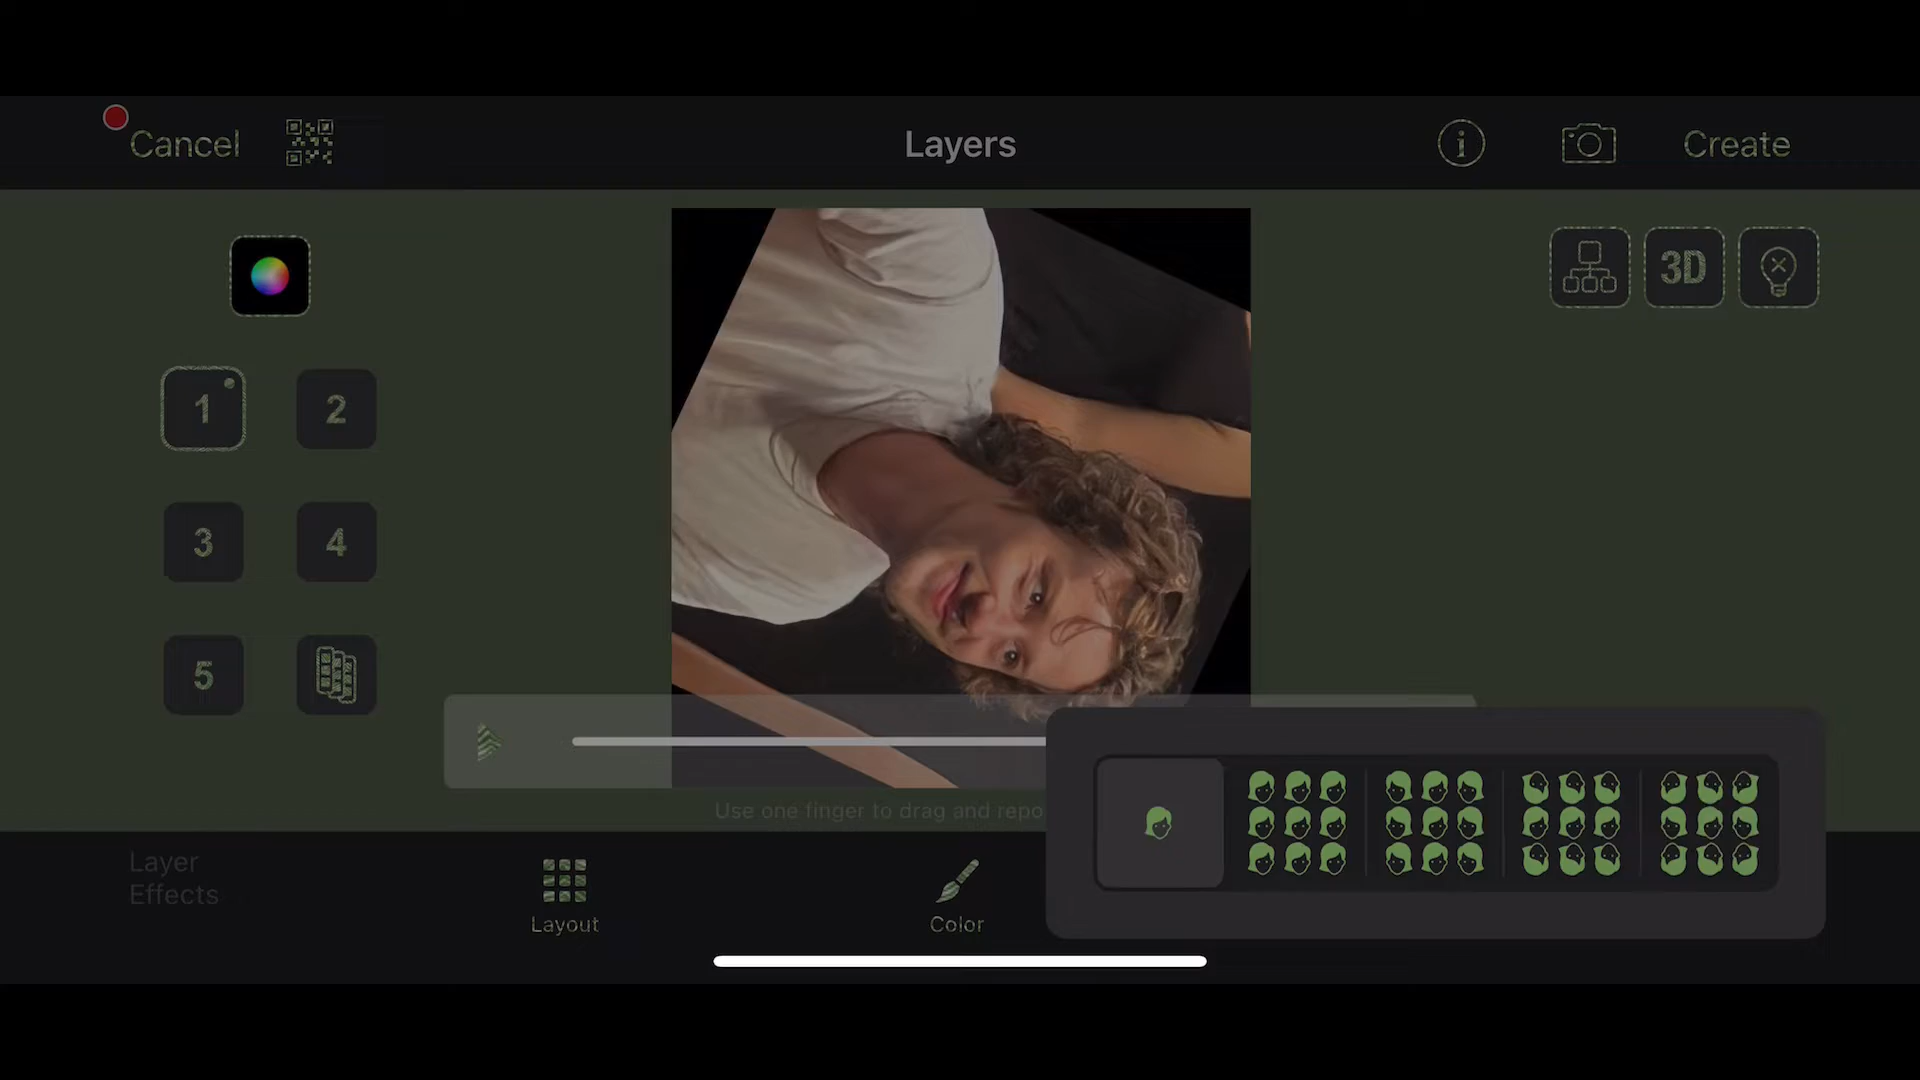 Cancel
Layers
Create
3D
1
2
3
4
5
Use one finger to drag and repo
Layer
Effects
Layout
Color